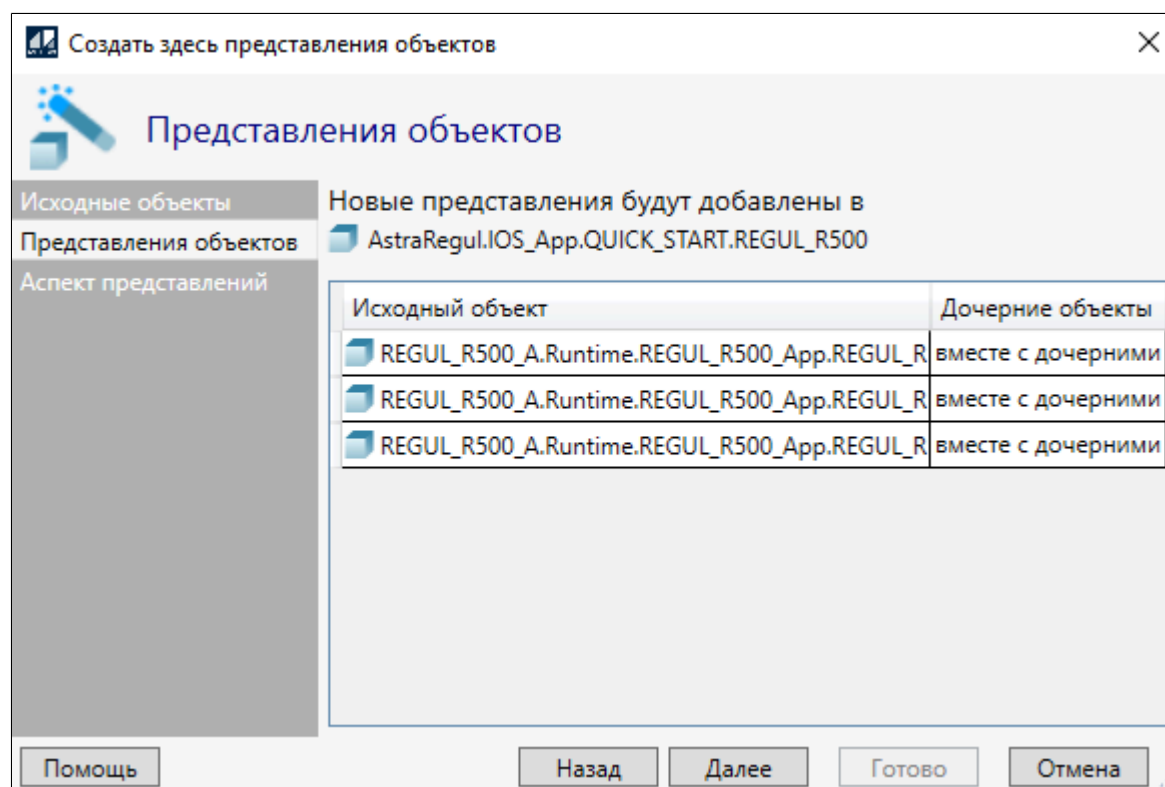 Создать здесь представления объектов
Представления объектов
Исходные объекты
Представления объектов
Аспект представлений
Новые представления будут добавлены в
AstraRegul.IOS_App.QUICK_START.REGUL_R500
Исходный объект Дочерние объекты
REGUL_R500_A.Runtime.REGUL_R500_App.REGUL_R вместе с дочерними
REGUL_R500_A.Runtime.REGUL_R500_App.REGUL_R вместе с дочерними
REGUL_R500_A.Runtime.REGUL_R500_App.REGUL_R вместе с дочерними
Помощь Назад Далее Готово Отмена